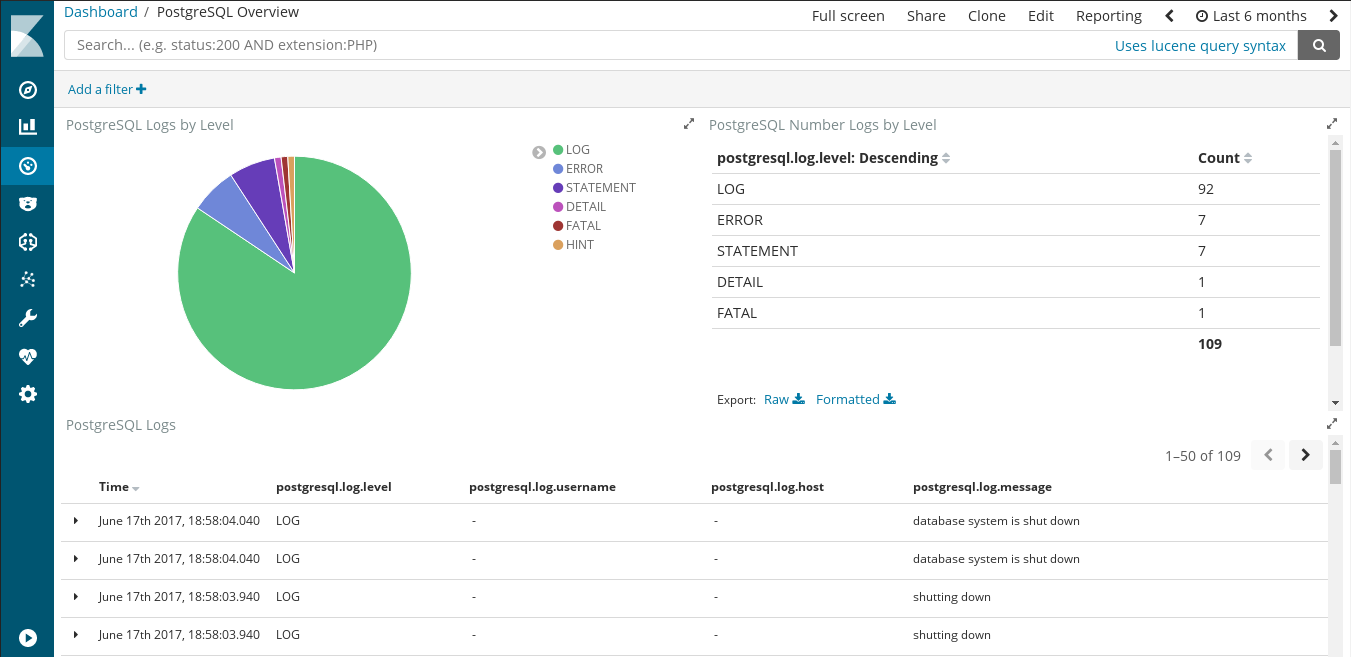 Dashboard / PostgreSQL Overview
Full screen Share Clone Edit Reporting Last 6 months
Search... (e.g. status:200 AND extension:PHP) Uses lucene query syntax
Add a filter
PostgreSQL Logs by Level
LOG
ERROR
STATEMENT
DETAIL
FATAL
HINT
PostgreSQL Number Logs by Level
postgresql.log.level: Descending Count
LOG 92
ERROR 7
STATEMENT 7
DETAIL 1
FATAL 1
109
Export: Raw Formatted
PostgreSQL Logs
1–50 of 109
Time postgresql.log.level postgresql.log.username postgresql.log.host postgresql.log.message
June 17th 2017, 18:58:04.040 LOG - - database system is shut down
June 17th 2017, 18:58:04.040 LOG - - database system is shut down
June 17th 2017, 18:58:03.940 LOG - - shutting down
June 17th 2017, 18:58:03.940 LOG - - shutting down